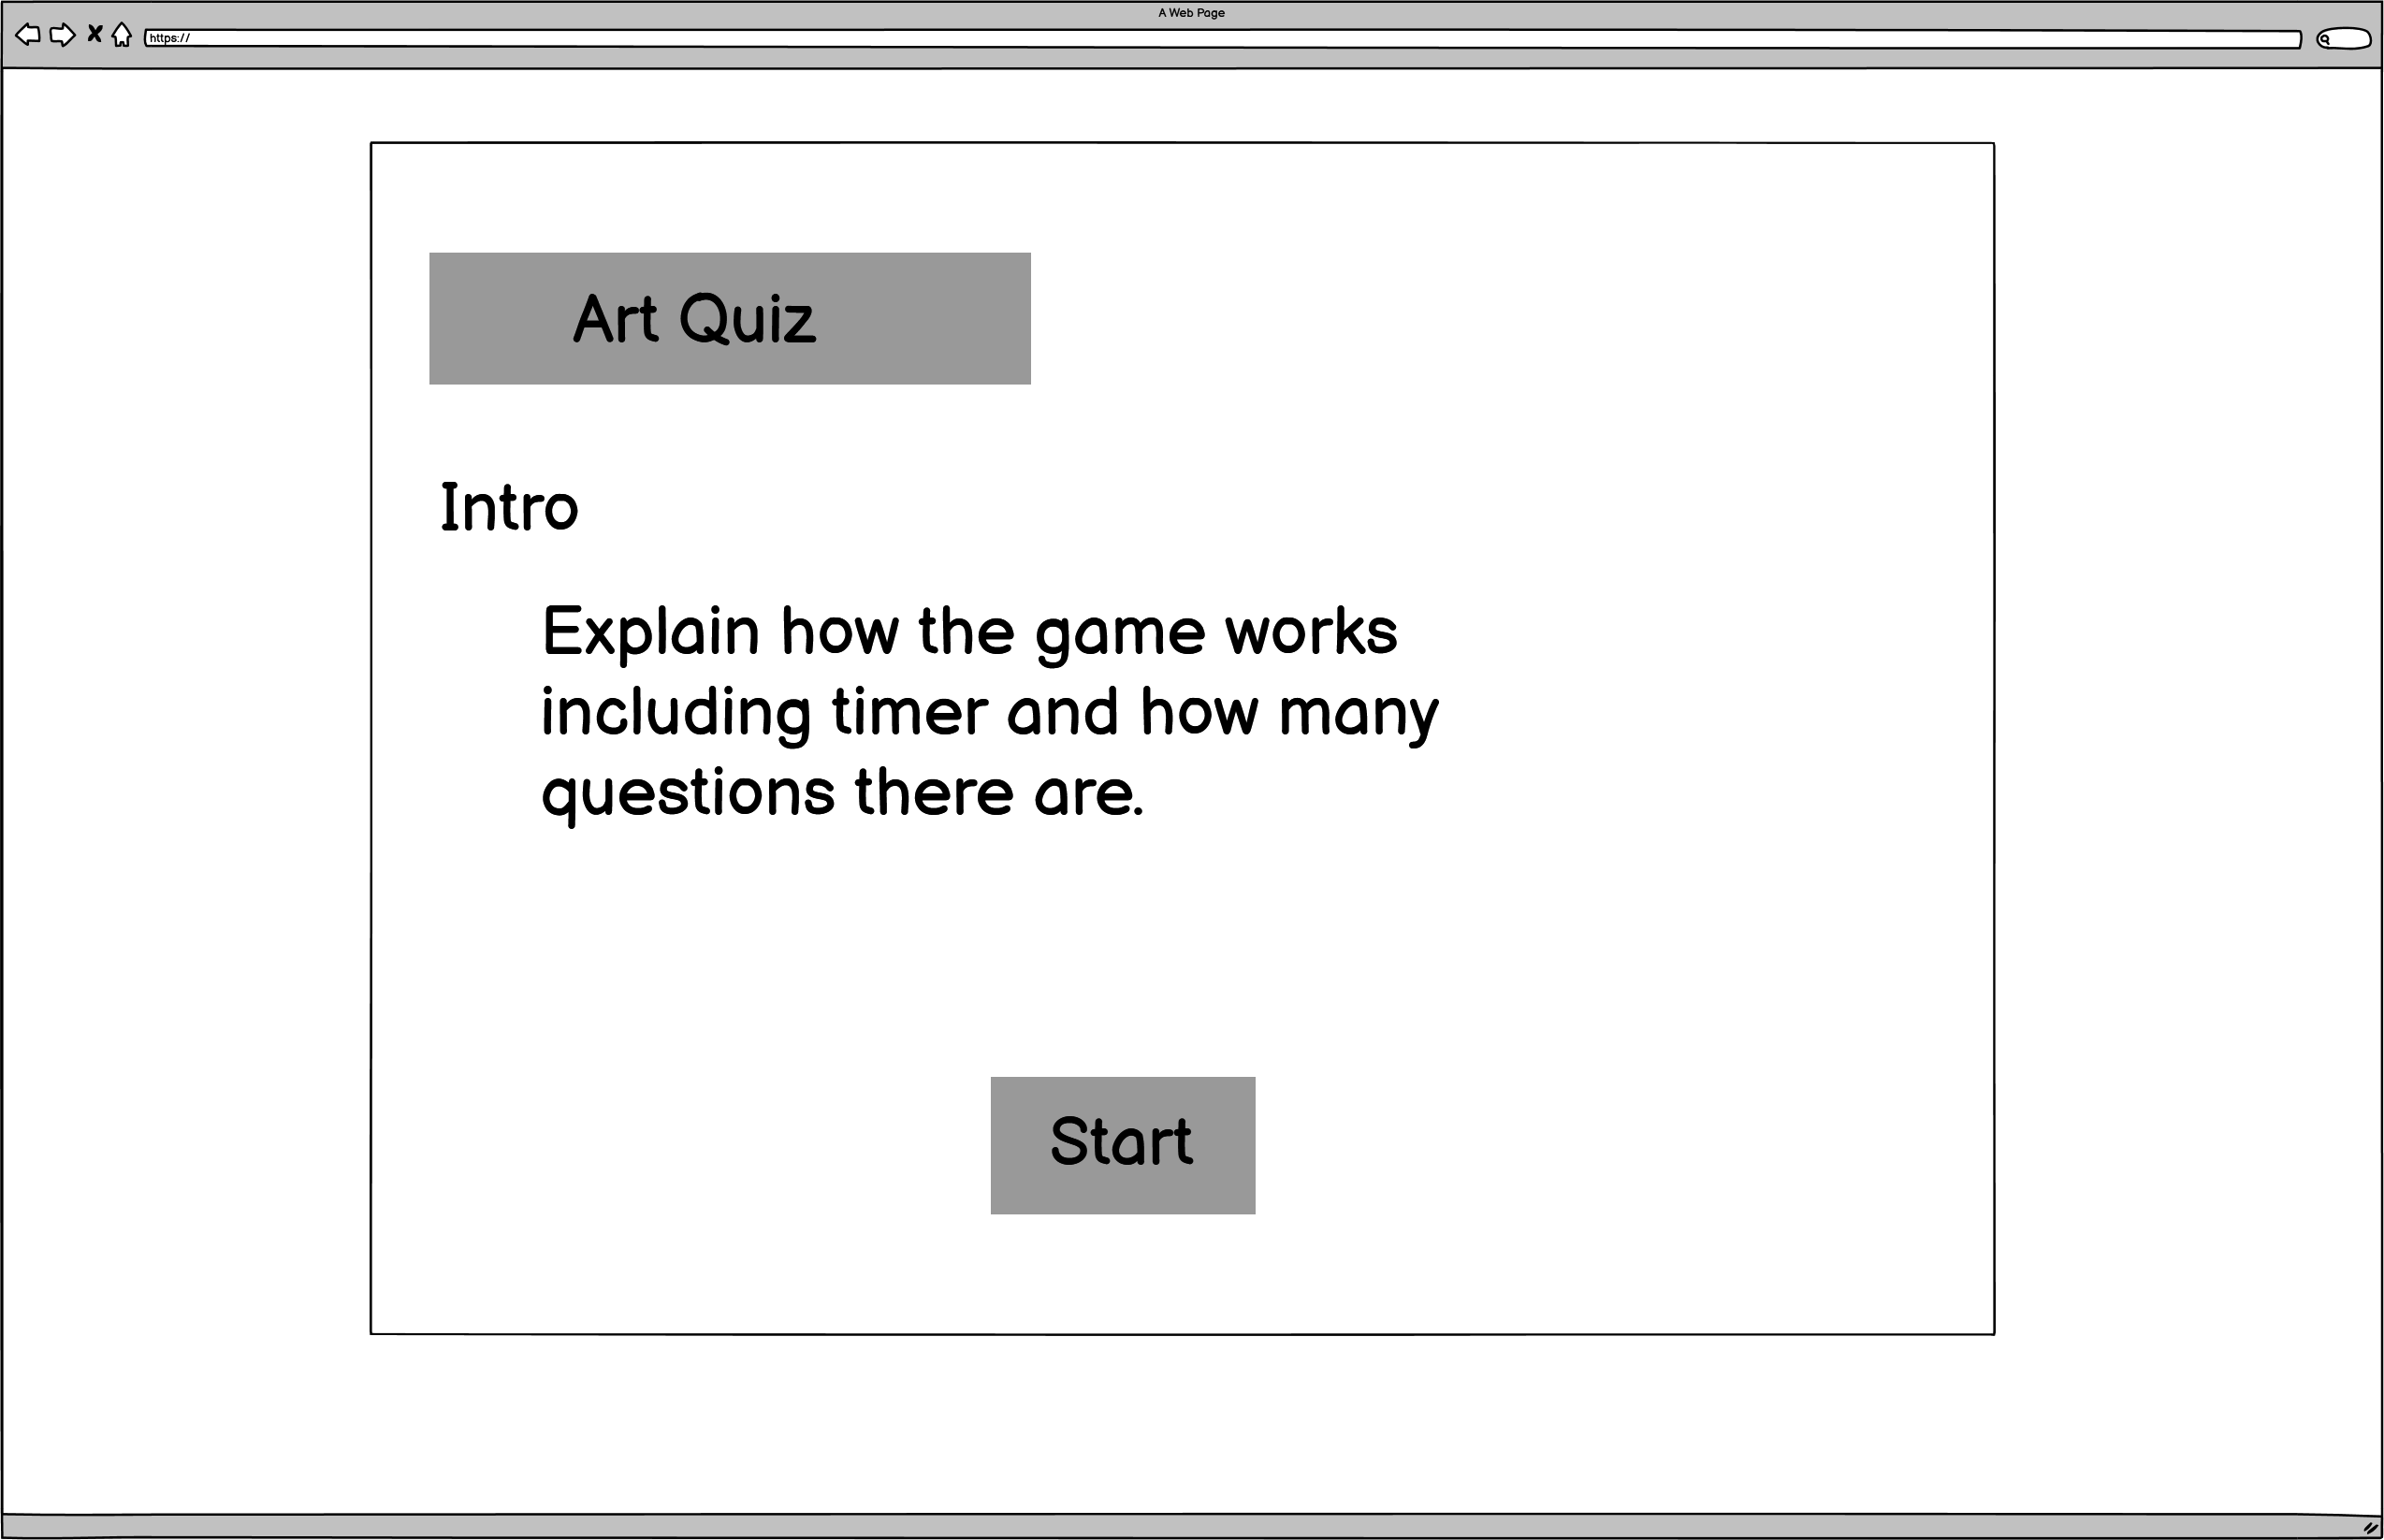 A Web Page
https://
Art Quiz
Intro
Explain how the game works
including timer and how many
questions there are.
Start